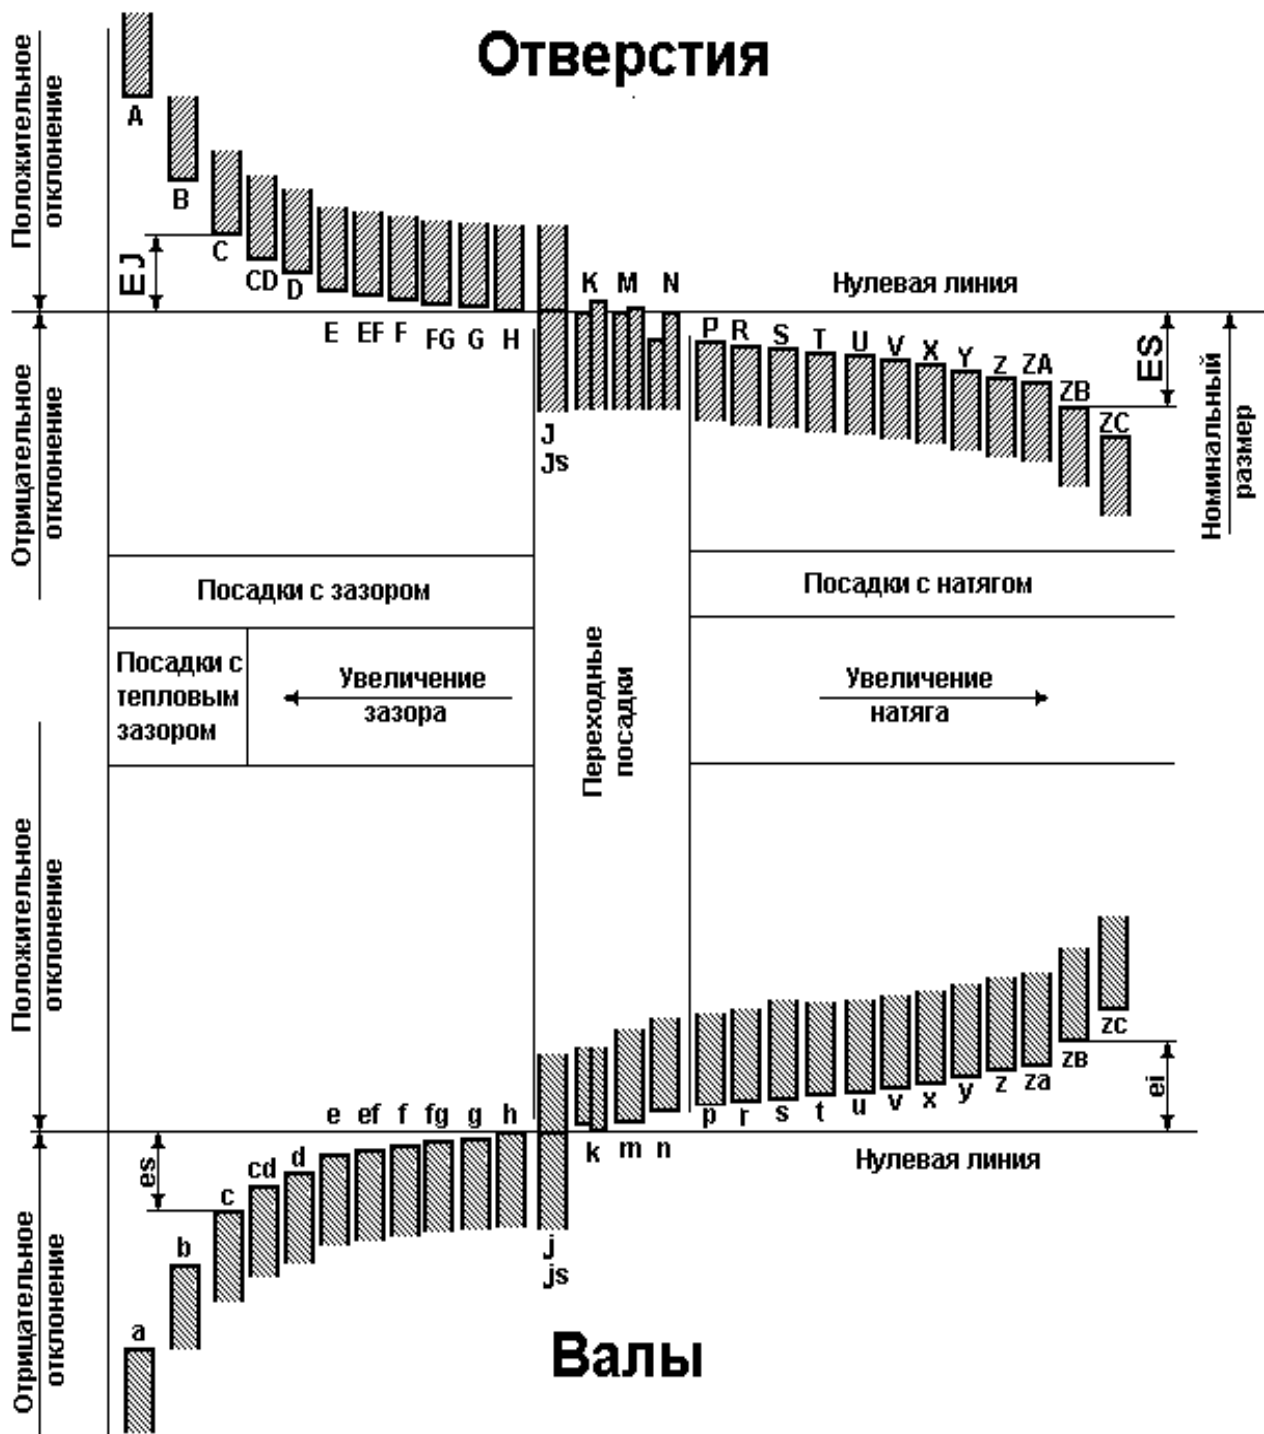 Отверстия
Положительное
отклонение
A
B
C
CD
D
EJ
E
EF
F
FG
G
H
J
Js
K
M
N
Нулевая линия
P
R
S
T
U
V
X
Y
Z
ZA
ZB
ZC
ES
Номинальный
размер
Отрицательное
отклонение
Посадки с зазором
Посадки с
тепловым
зазором
Увеличение
зазора
Переходные
посадки
Посадки с натягом
Увеличение
натяга
Положительное
отклонение
a
b
c
cd
d
e
ef
f
fg
g
h
j
js
k
m
n
p
r
s
t
u
v
x
y
z
za
zв
zc
es
ei
Нулевая линия
Отрицательное
отклонение
Валы